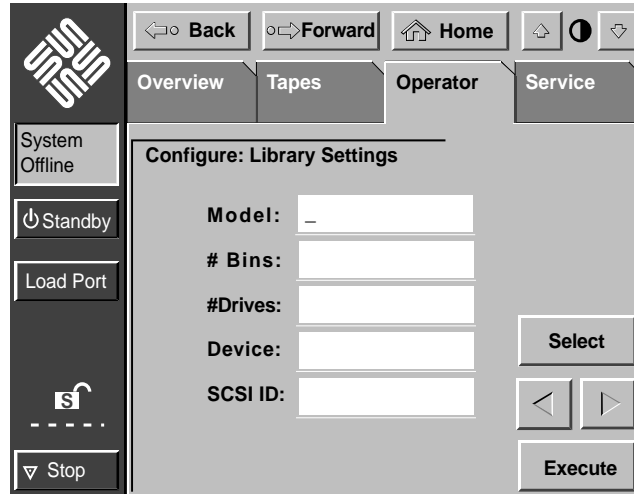 Back
Forward
Home
Overview
Tapes
Operator
Service
System
Offline
Standby
Load Port
S
Stop
Configure: Library Settings
Model: _
# Bins:
#Drives:
Device:
SCSI ID:
Select
Execute